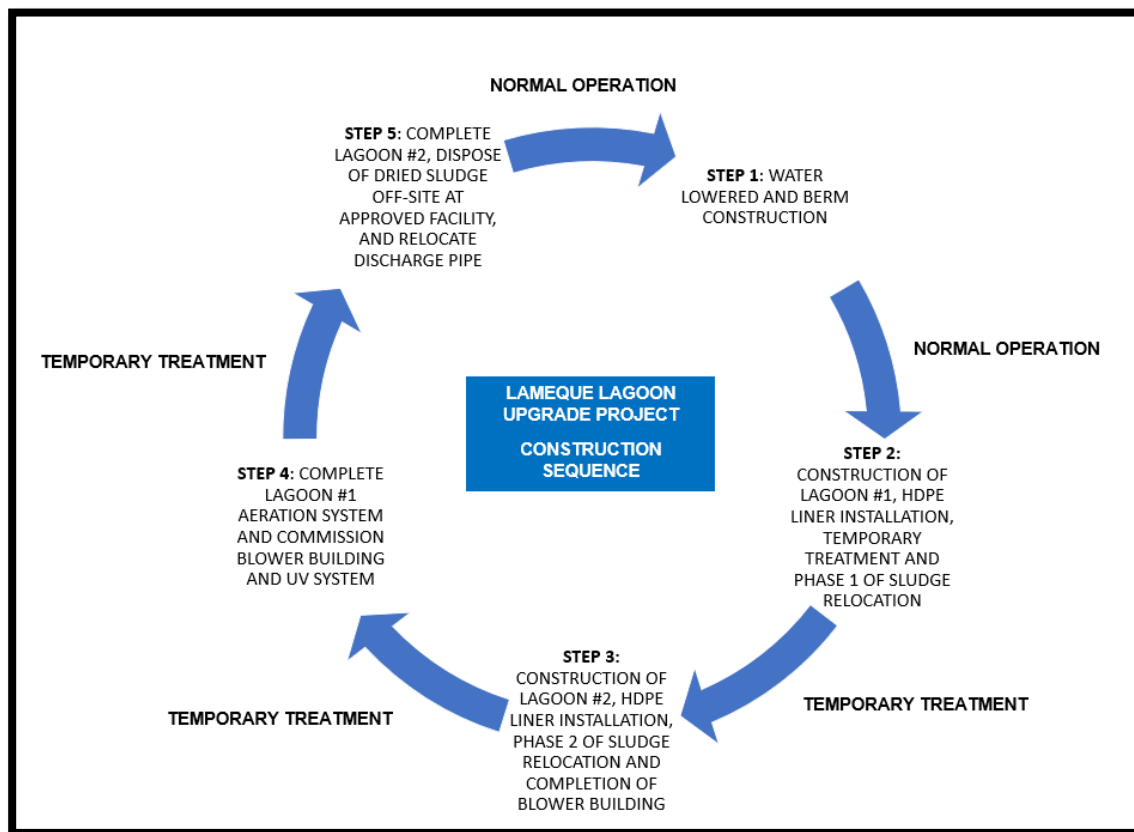 NORMAL OPERATION
STEP 1: WATER
LOWERED AND BERM
CONSTRUCTION
NORMAL OPERATION
STEP 2:
CONSTRUCTION OF
LAGOON #1, HDPE
LINER INSTALLATION,
TEMPORARY
TREATMENT AND
PHASE 1 OF SLUDGE
RELOCATION
TEMPORARY TREATMENT
STEP 3:
CONSTRUCTION OF
LAGOON #2, HDPE
LINER INSTALLATION,
PHASE 2 OF SLUDGE
RELOCATION AND
COMPLETION OF
BLOWER BUILDING
TEMPORARY TREATMENT
STEP 4: COMPLETE
LAGOON #1
AERATION SYSTEM
AND COMMISSION
BLOWER BUILDING
AND UV SYSTEM
TEMPORARY TREATMENT
STEP 5: COMPLETE
LAGOON #2, DISPOSE
OF DRIED SLUDGE
OFF-SITE AT
APPROVED FACILITY,
AND RELOCATE
DISCHARGE PIPE
LAMEQUE LAGOON
UPGRADE PROJECT
CONSTRUCTION
SEQUENCE